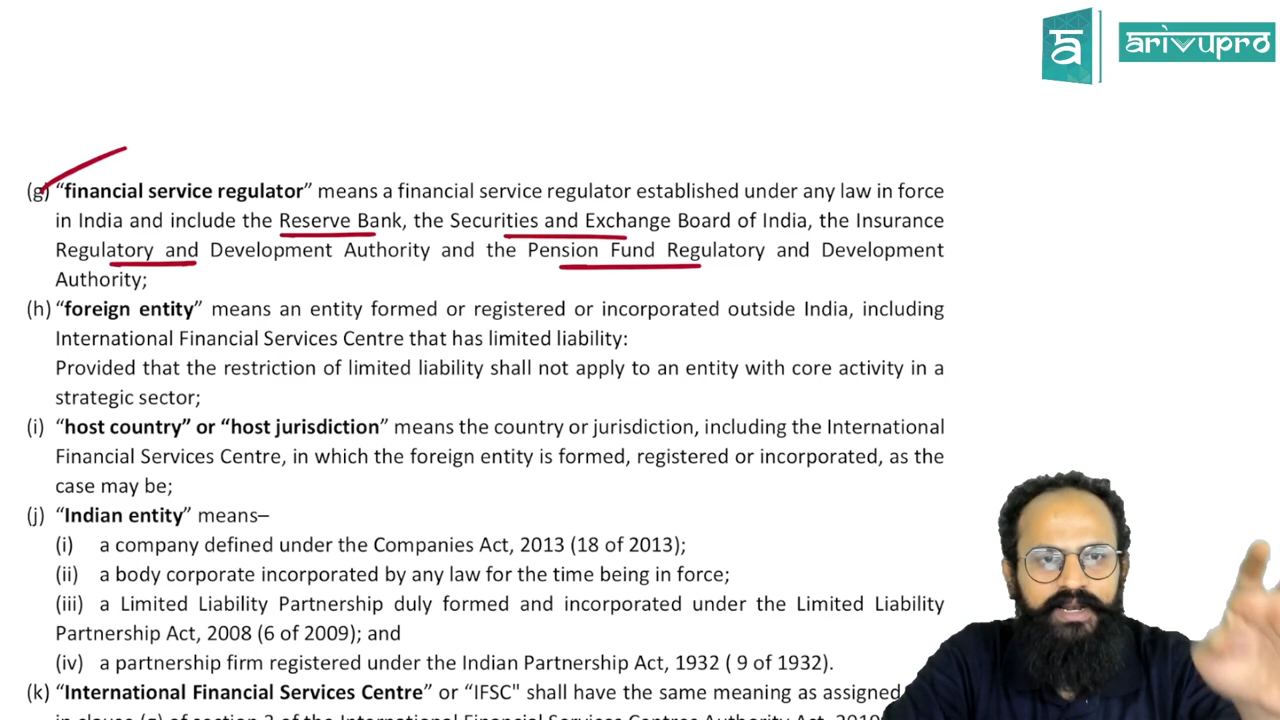 arivupro
(g) “financial service regulator” means a financial service regulator established under any law in force
in India and include the Reserve Bank, the Securities and Exchange Board of India, the Insurance
Regulatory and Development Authority and the Pension Fund Regulatory and Development
Authority;
(h) “foreign entity” means an entity formed or registered or incorporated outside India, including
International Financial Services Centre that has limited liability:
Provided that the restriction of limited liability shall not apply to an entity with core activity in a
strategic sector;
(i) “host country” or “host jurisdiction” means the country or jurisdiction, including the International
Financial Services Centre, in which the foreign entity is formed, registered or incorporated, as the
case may be;
(j) “Indian entity” means–
(i) a company defined under the Companies Act, 2013 (18 of 2013);
(ii) a body corporate incorporated by any law for the time being in force;
(iii) a Limited Liability Partnership duly formed and incorporated under the Limited Liability
Partnership Act, 2008 (6 of 2009); and
(iv) a partnership firm registered under the Indian Partnership Act, 1932 ( 9 of 1932).
(k) “International Financial Services Centre” or “IFSC" shall have the same meaning as assigned
of the International Financial Services Centres Authority Act, 2019